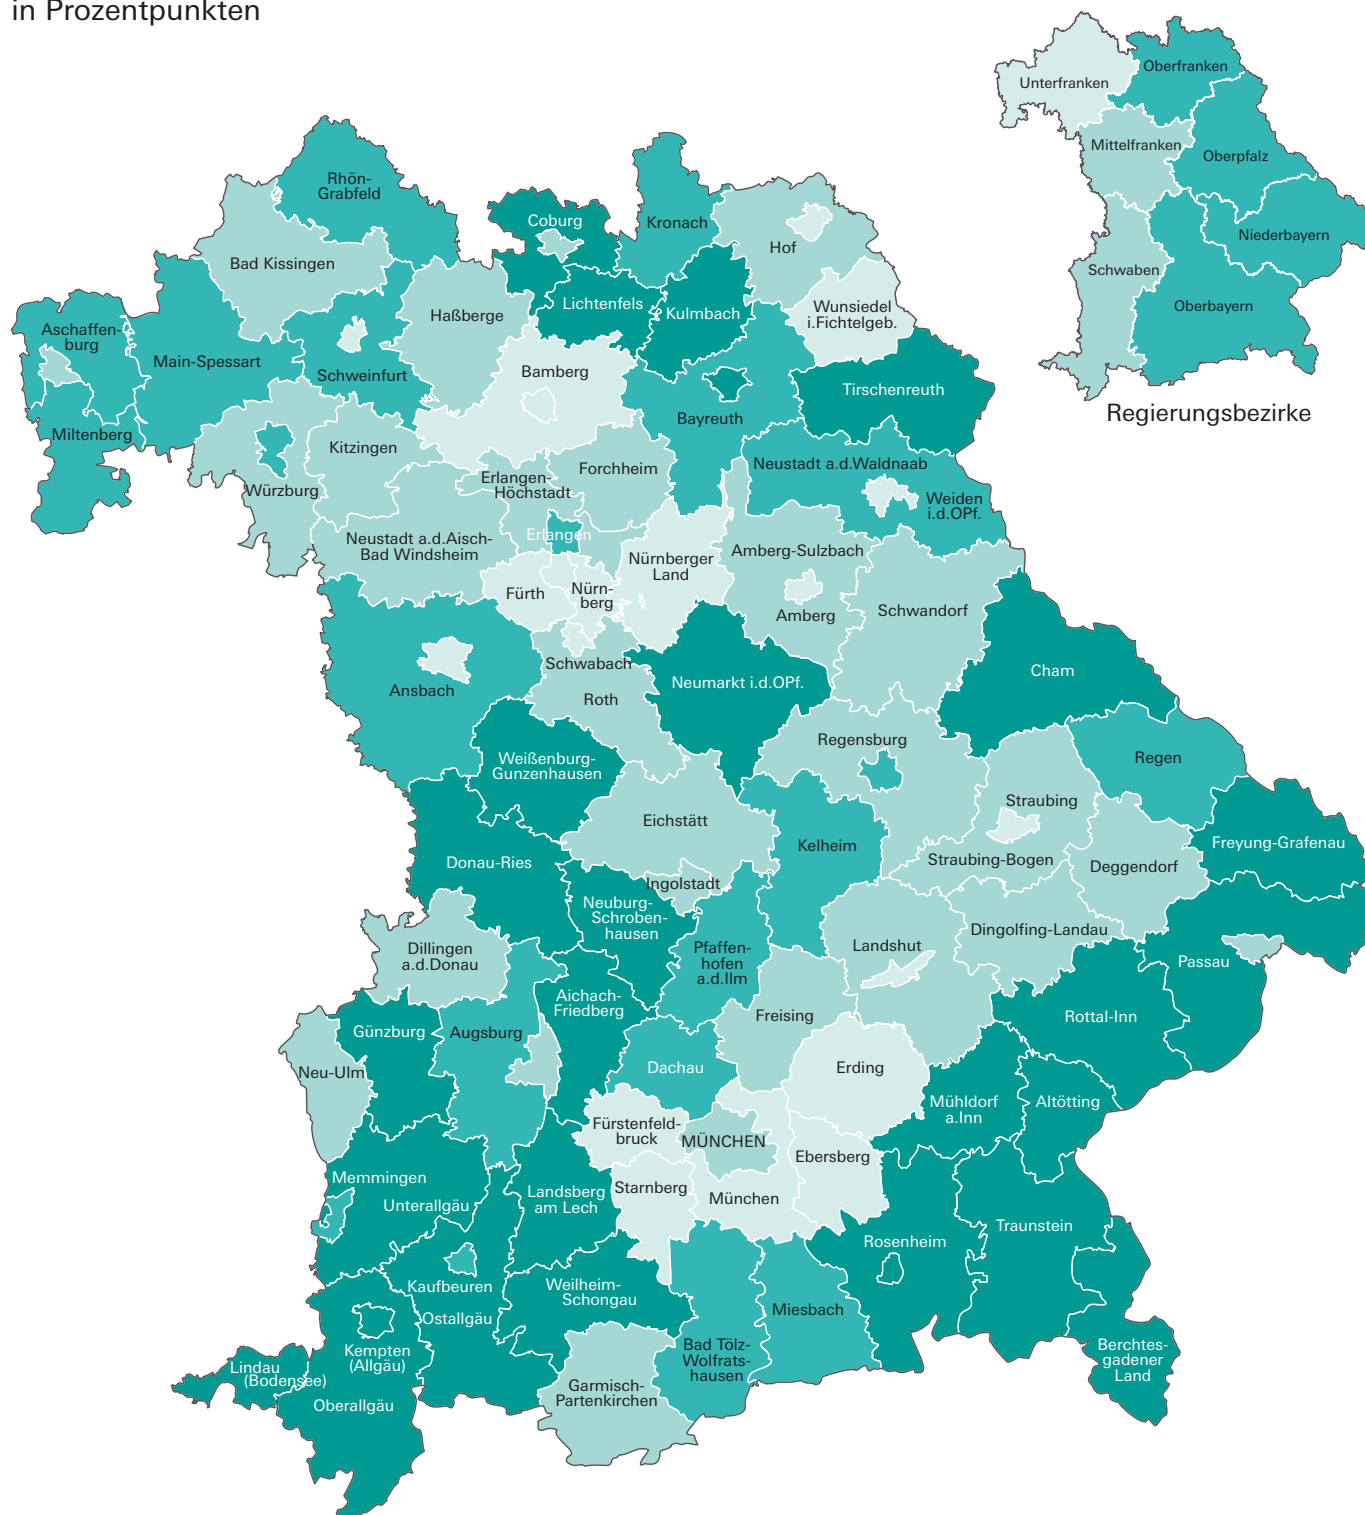 in Prozentpunkten
Unterfranken
Oberfranken
Mittelfranken
Oberpfalz
Niederbayern
Schwaben
Oberbayern
Regierungsbezirke
Rhön-
Grabfeld
Coburg
Kronach
Hof
Bad Kissingen
Lichtenfels
Kulmbach
Wunsiedel
i.Fichtelgeb.
Haßberge
Aschaffen-
burg
Main-Spessart
Schweinfurt
Bamberg
Tirschenreuth
Bayreuth
Miltenberg
Kitzingen
Forchheim
Neustadt a.d.Waldnaab
Erlangen-
Höchstadt
Würzburg
Weiden
i.d.OPf.
Erlangen
Neustadt a.d.Aisch-
Bad Windsheim
Nürnberger
Land
Amberg-Sulzbach
Fürth
Nürn-
berg
Amberg
Schwandorf
Schwabach
Ansbach
Roth
Neumarkt i.d.OPf.
Cham
Regensburg
Weißenburg-
Gunzenhausen
Regen
Straubing
Eichstätt
Kelheim
Freyung-Grafenau
Donau-Ries
Straubing-Bogen
Deggendorf
Ingolstadt
Neuburg-
Schroben-
hausen
Dingolfing-Landau
Dillingen
a.d.Donau
Pfaffen-
hofen
a.d.Ilm
Landshut
Passau
Aichach-
Friedberg
Freising
Rottal-Inn
Günzburg
Augsburg
Neu-Ulm
Dachau
Erding
Mühldorf
a.Inn
Altötting
Fürstenfeld-
bruck
MÜNCHEN
Ebersberg
Memmingen
Unterallgäu
Landsberg
am Lech
Starnberg
München
Traunstein
Rosenheim
Kaufbeuren
Weilheim-
Schongau
Ostallgäu
Miesbach
Kempten
(Allgäu)
Bad Tölz-
Wolfrats-
hausen
Berchtes-
gadener
Land
Lindau
(Bodensee)
Garmisch-
Partenkirchen
Oberallgäu